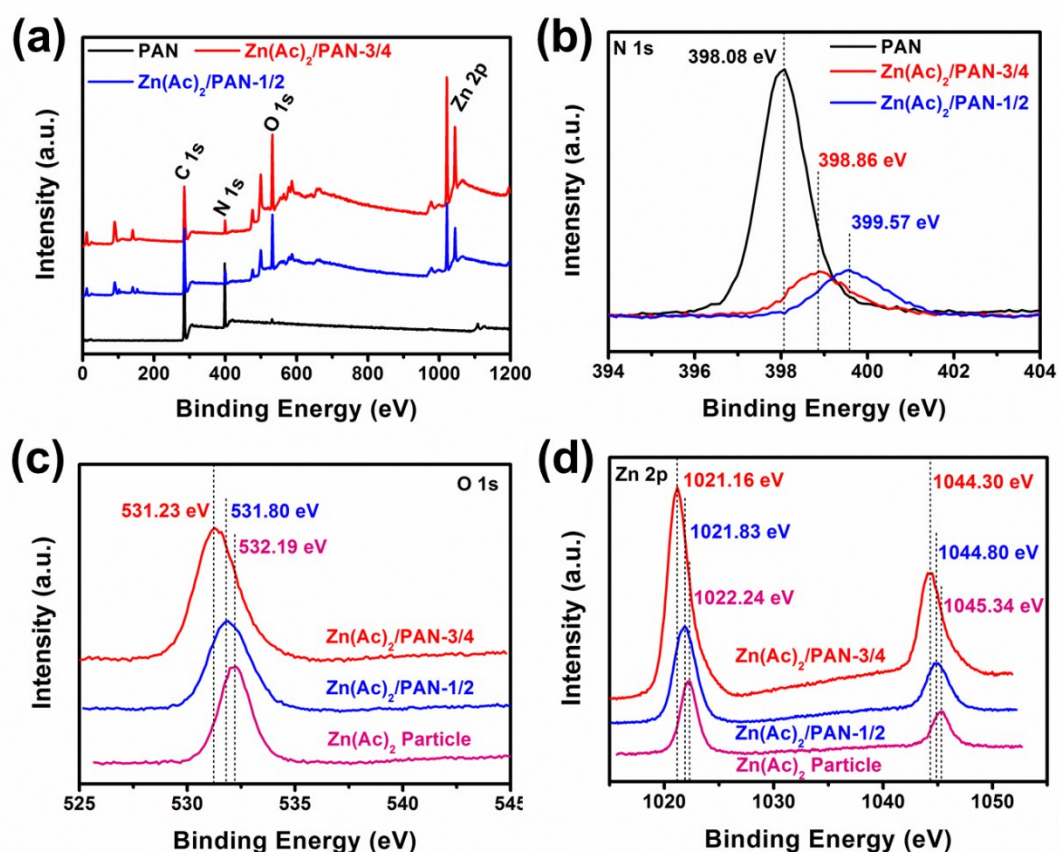 (a)
PAN
Zn(Ac)2/PAN-3/4
Zn(Ac)2/PAN-1/2
C 1s
N 1s
O 1s
Zn 2p
Intensity (a.u.)
0 200 400 600 800 1000 1200
Binding Energy (eV)
(b)
N 1s
PAN
Zn(Ac)2/PAN-3/4
Zn(Ac)2/PAN-1/2
398.08 eV
398.86 eV
399.57 eV
Intensity (a.u.)
394 396 398 400 402 404
Binding Energy (eV)
(c)
O 1s
531.23 eV
531.80 eV
532.19 eV
Zn(Ac)2/PAN-3/4
Zn(Ac)2/PAN-1/2
Zn(Ac)2 Particle
Intensity (a.u.)
525 530 535 540 545
Binding Energy (eV)
(d)
Zn 2p
1021.16 eV
1044.30 eV
1021.83 eV
1044.80 eV
1022.24 eV
1045.34 eV
Zn(Ac)2/PAN-3/4
Zn(Ac)2/PAN-1/2
Zn(Ac)2 Particle
Intensity (a.u.)
1020 1030 1040 1050
Binding Energy (eV)